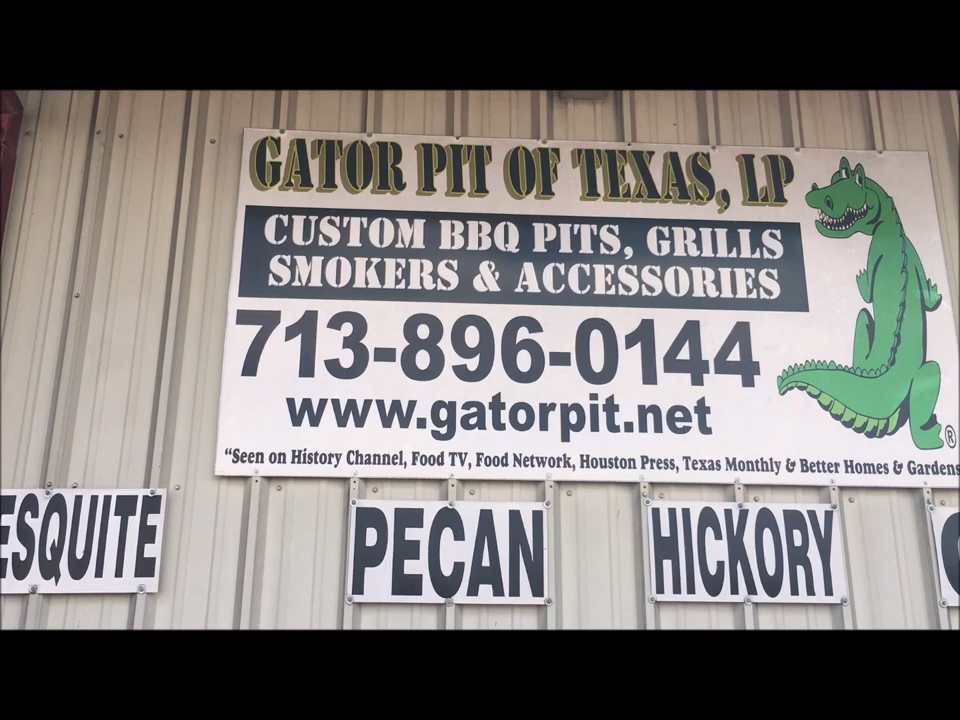 GATOR PIT OF TEXAS, LP
CUSTOM BBQ PITS, GRILLS
SMOKERS & ACCESSORIES
713-896-0144
www.gatorpit.net
®
“Seen on History Channel, Food TV, Food Network, Houston Press, Texas Monthly & Better Homes & Gardens
ESQUITE
PECAN
HICKORY